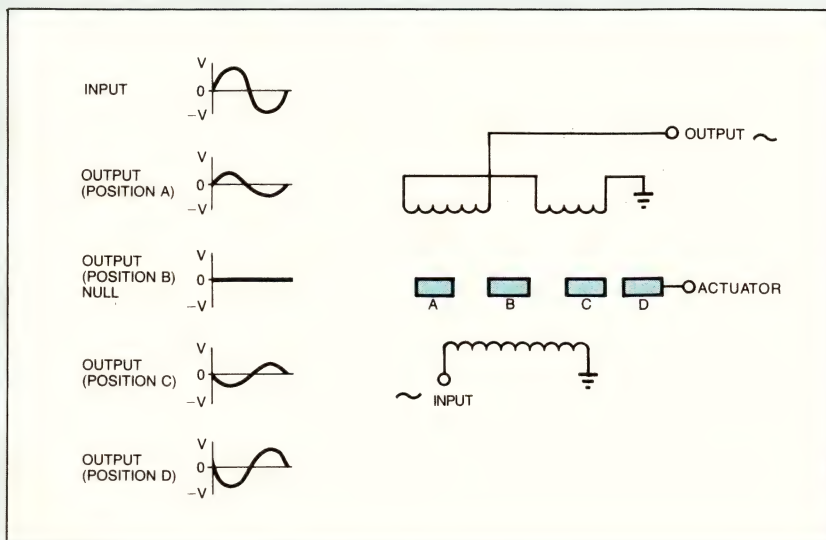 V
INPUT
0
−V
V
OUTPUT
(POSITION A)
0
−V
V
OUTPUT
(POSITION B)
NULL
0
−V
V
OUTPUT
(POSITION C)
0
−V
V
OUTPUT
(POSITION D)
0
−V
OUTPUT ~
A B C D
ACTUATOR
~ INPUT